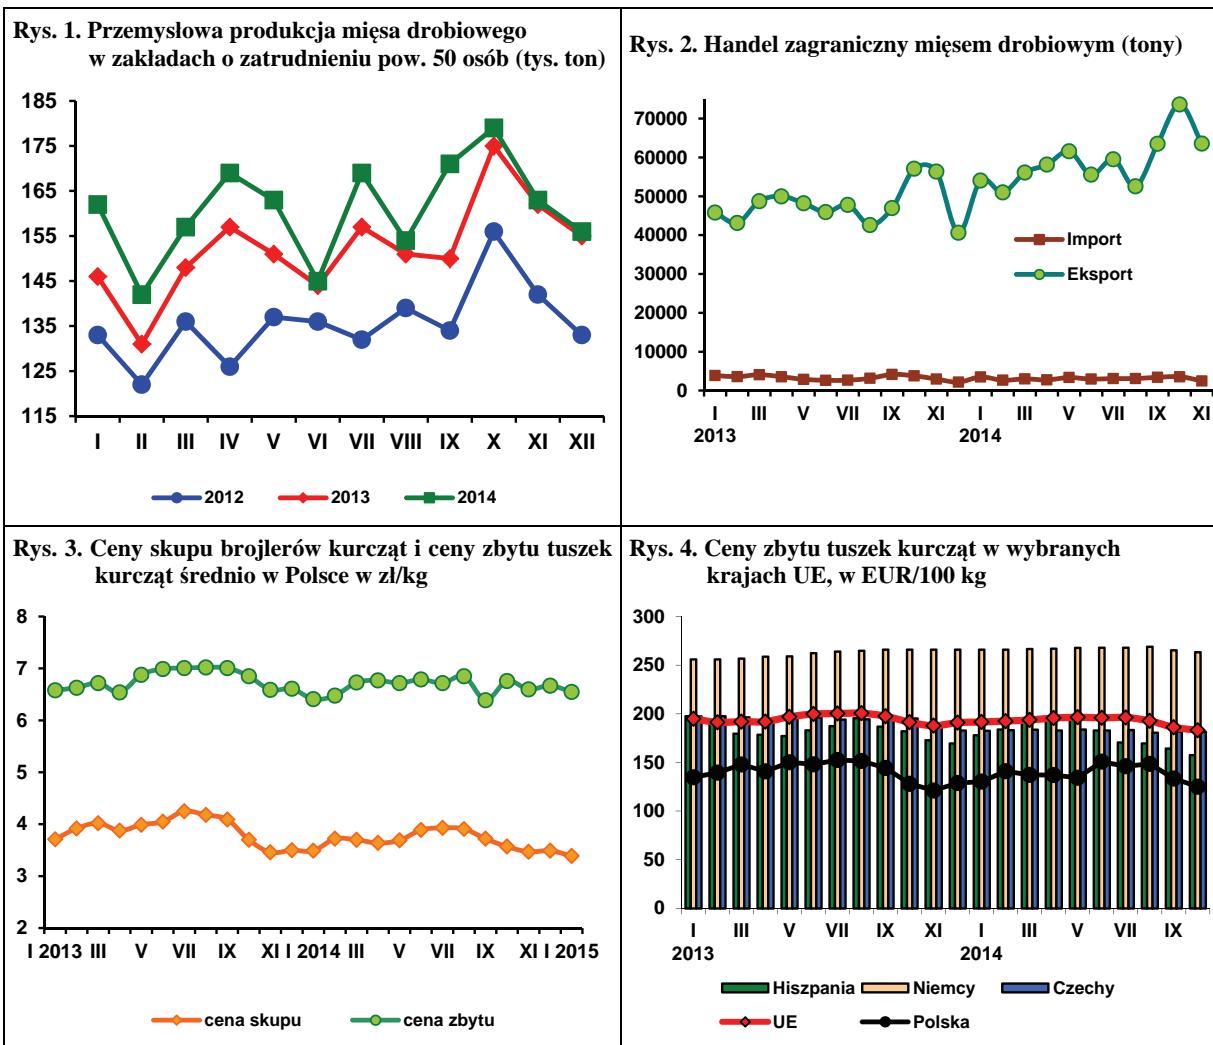 Rys. 1. Przemysłowa produkcja mięsa drobiowego
w zakładach o zatrudnieniu pow. 50 osób (tys. ton)
185
175
165
155
145
135
125
115
I II III IV V VI VII VIII IX X XI XII
2012 2013 2014
Rys. 2. Handel zagraniczny mięsem drobiowym (tony)
70000
60000
50000
40000
30000
20000
10000
0
Import
Eksport
I III V VII IX XI I III V VII IX XI
2013 2014
Rys. 3. Ceny skupu brojlerów kurcząt i ceny zbytu tuszek
kurcząt średnio w Polsce w zł/kg
8
7
6
5
4
3
2
I 2013 III V VII IX XI I 2014 III V VII IX XI I 2015
cena skupu cena zbytu
Rys. 4. Ceny zbytu tuszek kurcząt w wybranych
krajach UE, w EUR/100 kg
300
250
200
150
100
50
0
I III V VII IX XI I III V VII IX
2013 2014
Hiszpania Niemcy Czechy
UE Polska